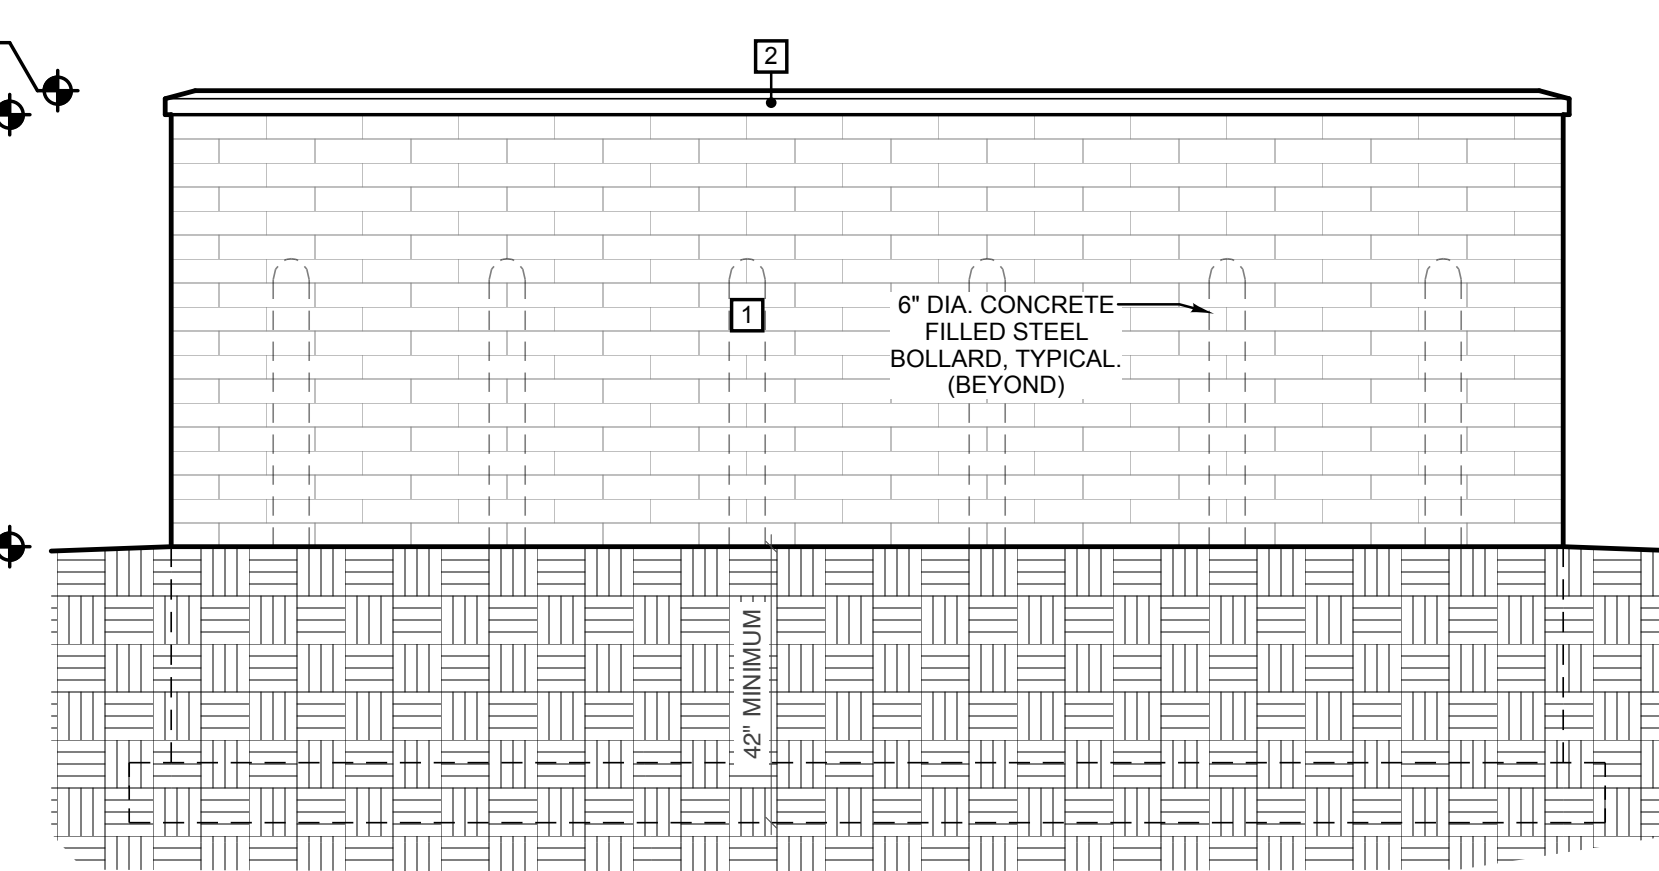 2
1
6" DIA. CONCRETE
FILLED STEEL
BOLLARD, TYPICAL.
(BEYOND)
42" MINIMUM